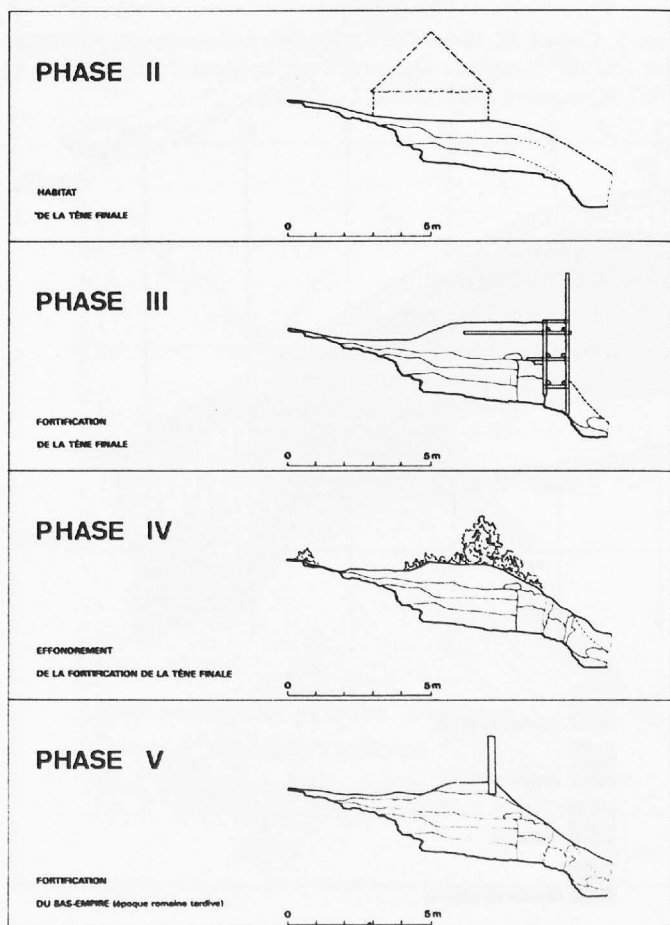 PHASE II
HABITAT
DE LA TÈNE FINALE
0 5m
PHASE III
FORTIFICATION
DE LA TÈNE FINALE
0 5m
PHASE IV
EFFONDREMENT
DE LA FORTIFICATION DE LA TÈNE FINALE
0 5m
PHASE V
FORTIFICATION
DU BAS-EMPIRE (époque romaine tardive)
0 5m